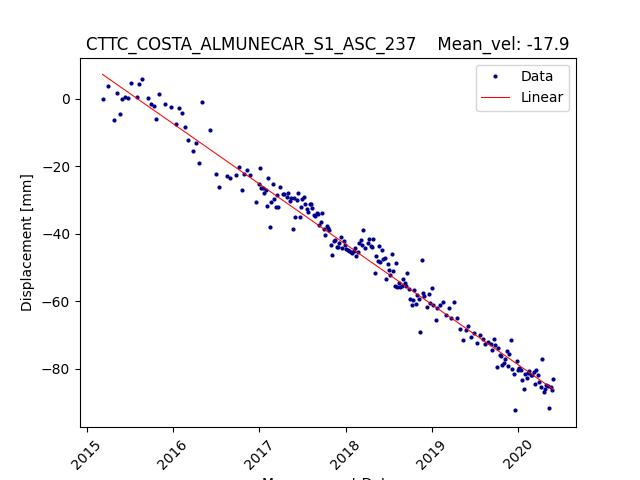 CTTC_COSTA_ALMUNECAR_S1_ASC_237 Mean_vel: -17.9
Data
Linear
Displacement [mm]
0
−20
−40
−60
−80
2015
2016
2017
2018
2019
2020